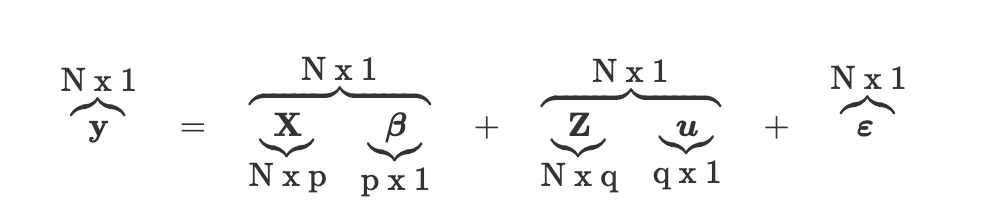 N x 1 N x 1 N x 1 N x 1
y = X β + Z u + ε
N x p p x 1 N x q q x 1